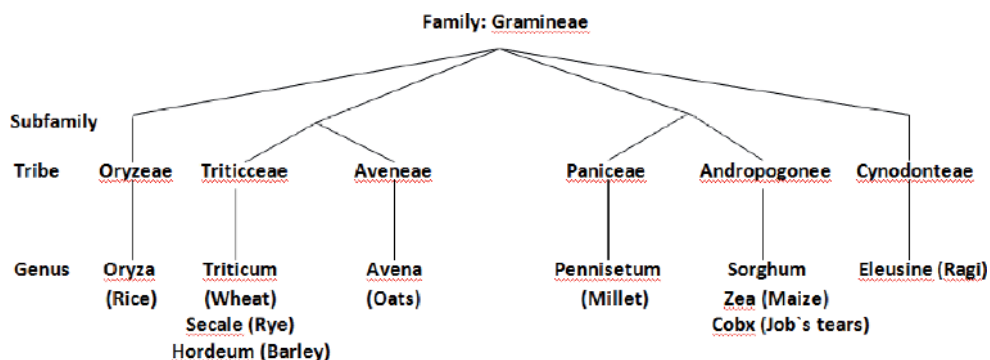 Family: Gramineae
Subfamily
Tribe Oryzeae Triticceae Aveneae Paniceae Andropogonee Cynodonteae
Genus Oryza Triticum Avena Pennisetum Sorghum Eleusine (Ragi)
(Rice) (Wheat) (Oats) (Millet) Zea (Maize)
Secale (Rye) Cobx (Job`s tears)
Hordeum (Barley)